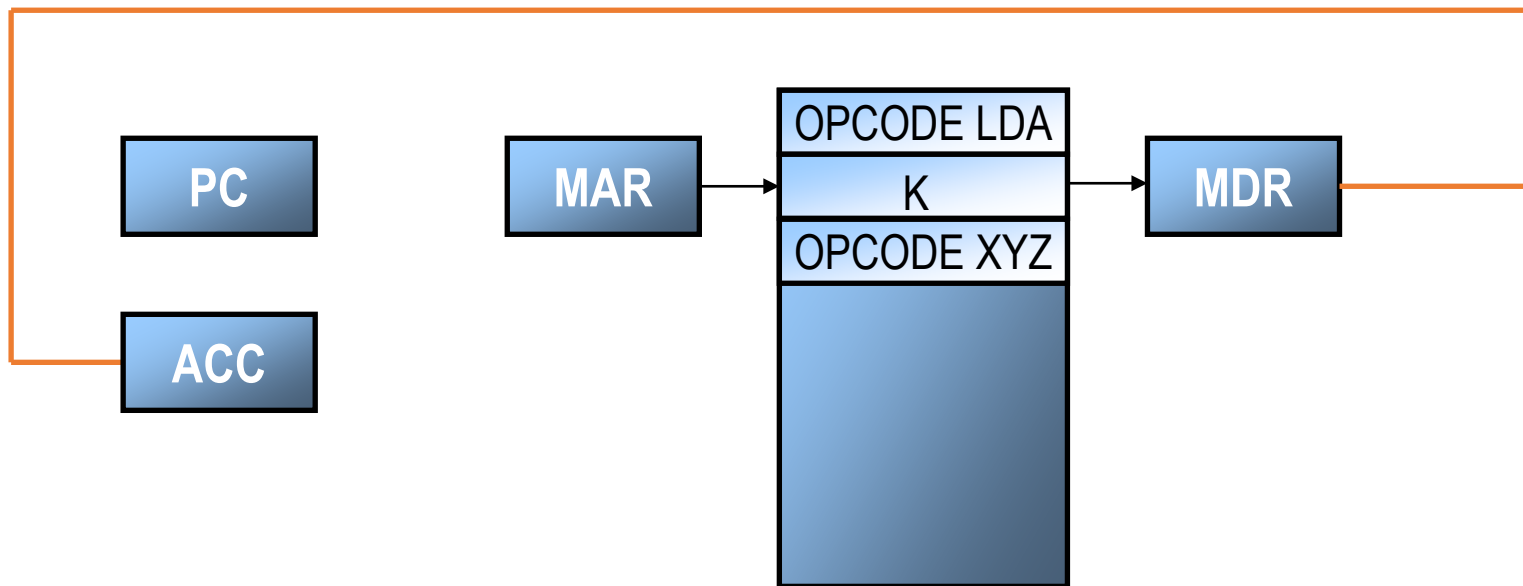 OPCODE LDA
PC
MAR
K
MDR
OPCODE XYZ
ACC